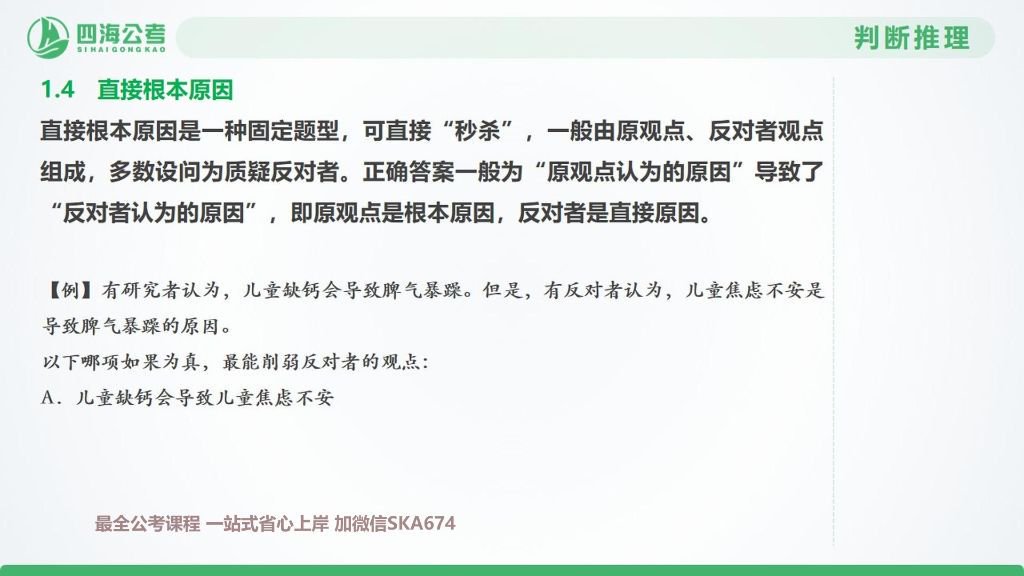 四海公考
SIHAIGONGKAO
判断推理
1.4 直接根本原因
直接根本原因是一种固定题型，可直接“秒杀”，一般由原观点、反对者观点
组成，多数设问为质疑反对者。正确答案一般为“原观点认为的原因”导致了
“反对者认为的原因”，即原观点是根本原因，反对者是直接原因。
【例】有研究者认为，儿童缺钙会导致脾气暴躁。但是，有反对者认为，儿童焦虑不安是
导致脾气暴躁的原因。
以下哪项如果为真，最能削弱反对者的观点：
A．儿童缺钙会导致儿童焦虑不安
最全公考课程 一站式省心上岸 加微信SKA674